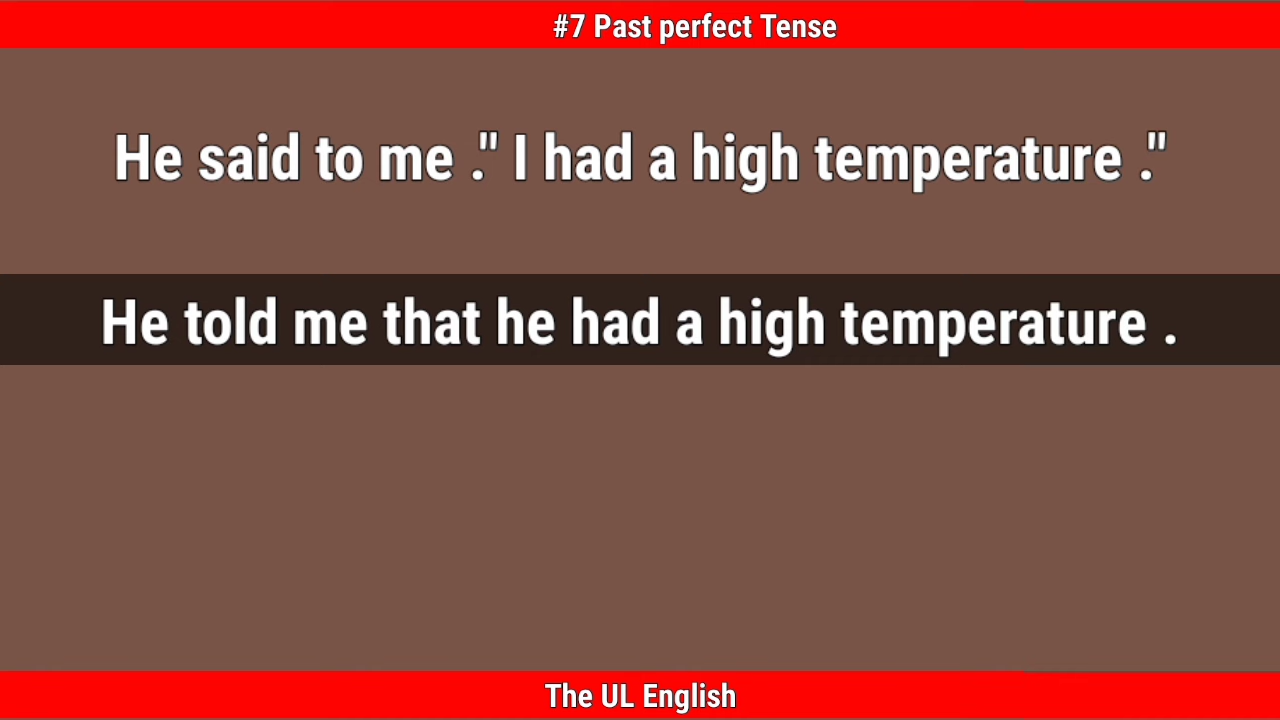 #7 Past perfect Tense
He said to me ." I had a high temperature ."
He told me that he had a high temperature .
The UL English